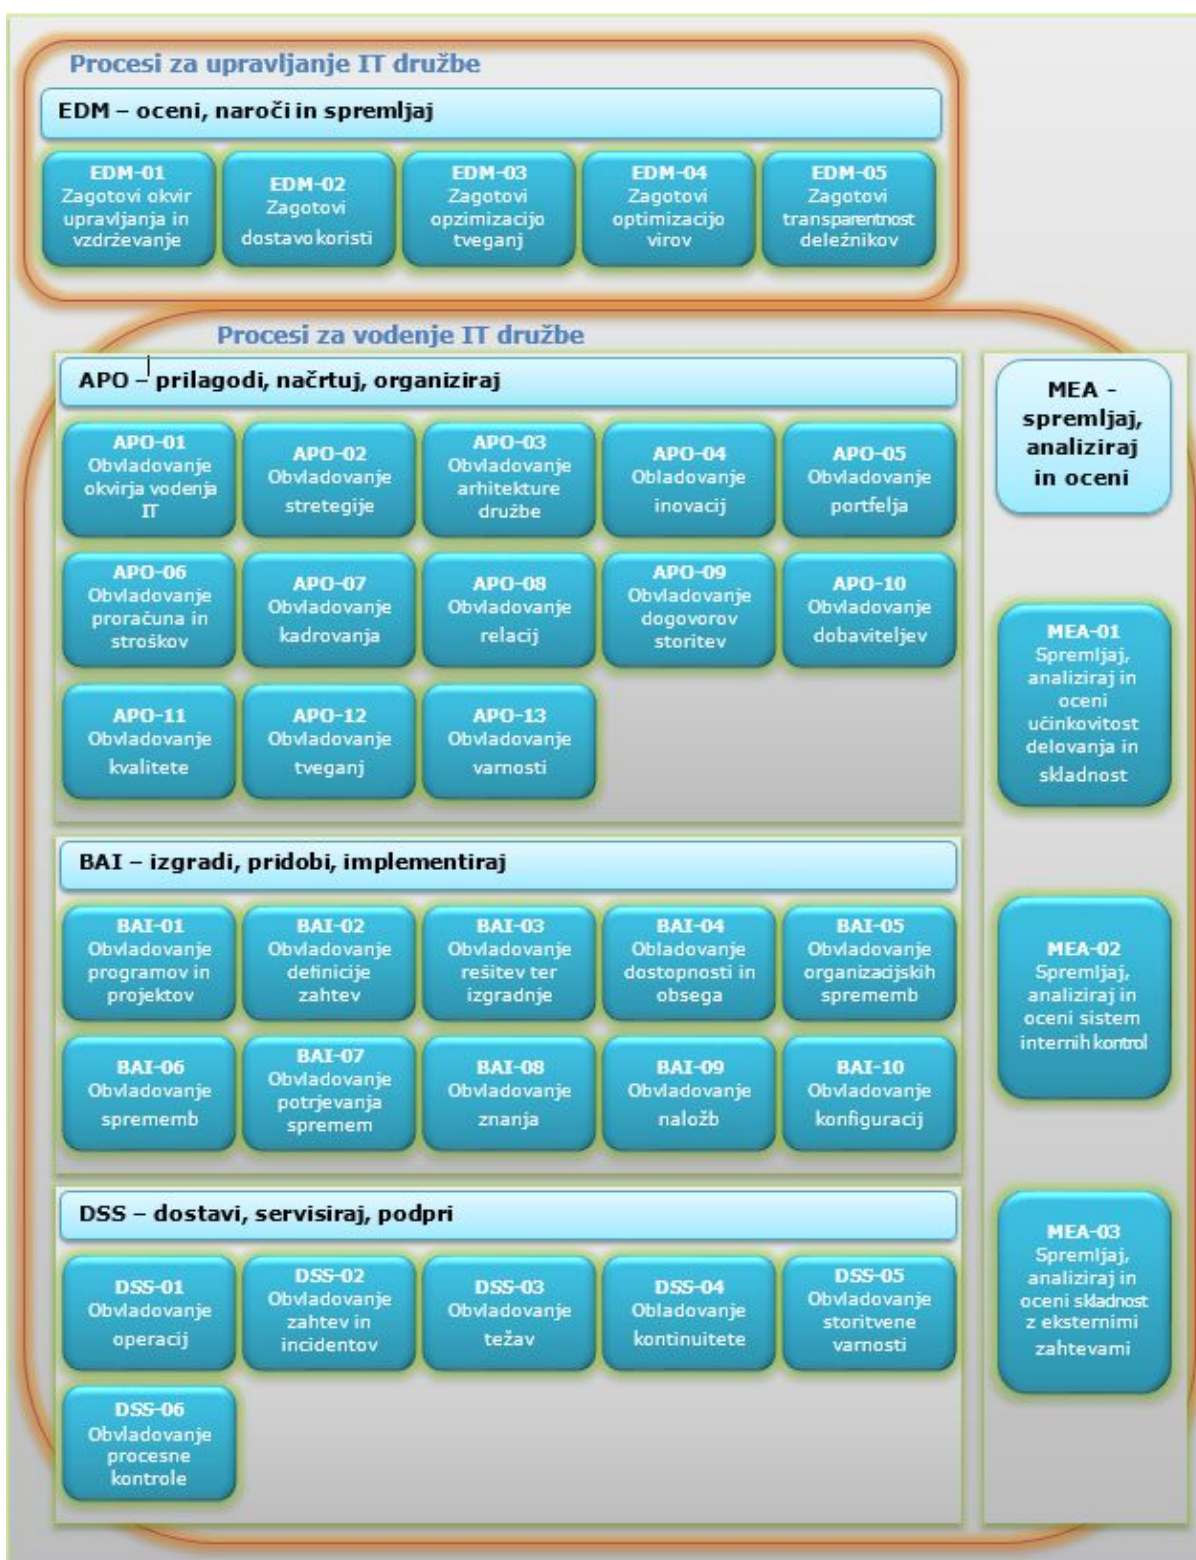 Procesi za upravljanje IT družbe
EDM – oceni, naroči in spremljaj
EDM-01
Zagotovi okvir
upravljanja in
vzdrževanje
EDM-02
Zagotovi
dostavo koristi
EDM-03
Zagotovi
opzimizacijo
tveganj
EDM-04
Zagotovi
optimizacijo
virov
EDM-05
Zagotovi
transparentnost
deležnikov
Procesi za vodenje IT družbe
APO – prilagodi, načrtuj, organiziraj
APO-01
Obvladovanje
okvirja vodenja
IT
APO-02
Obvladovanje
stretegije
APO-03
Obvladovanje
arhitekture
družbe
APO-04
Obladovanje
inovacij
APO-05
Obvladovanje
portfelja
APO-06
Obvladovanje
proračuna in
stroškov
APO-07
Obvladovanje
kadrovanja
APO-08
Obvladovanje
relacij
APO-09
Obvladovanje
dogovorov
storitev
APO-10
Obvladovanje
dobaviteljev
APO-11
Obvladovanje
kvalitete
APO-12
Obvladovanje
tveganj
APO-13
Obvladovanje
varnosti
BAI – izgradi, pridobi, implementiraj
BAI-01
Obvladovanje
programov in
projektov
BAI-02
Obvladovanje
definicije
zahtev
BAI-03
Obvladovanje
rešitev ter
izgradnje
BAI-04
Obladovanje
dostopnosti in
obsega
BAI-05
Obvladovanje
organizacijskih
sprememb
BAI-06
Obvladovanje
sprememb
BAI-07
Obvladovanje
potrjevanja
spremem
BAI-08
Obvladovanje
znanja
BAI-09
Obvladovanje
naložb
BAI-10
Obvladovanje
konfiguracij
DSS – dostavi, servisiraj, podpri
DSS-01
Obvladovanje
operacij
DSS-02
Obvladovanje
zahtev in
incidentov
DSS-03
Obvladovanje
težav
DSS-04
Obladovanje
kontinuitete
DSS-05
Obvladovanje
storitvene
varnosti
DSS-06
Obvladovanje
procesne
kontrole
MEA -
spremljaj,
analiziraj
in oceni
MEA-01
Spremljaj,
analiziraj in
oceni
učinkovitost
delovanja in
skladnost
MEA-02
Spremljaj,
analiziraj in
oceni sistem
internih kontrol
MEA-03
Spremljaj,
analiziraj in
oceni skladnost
z eksternimi
zahtevami